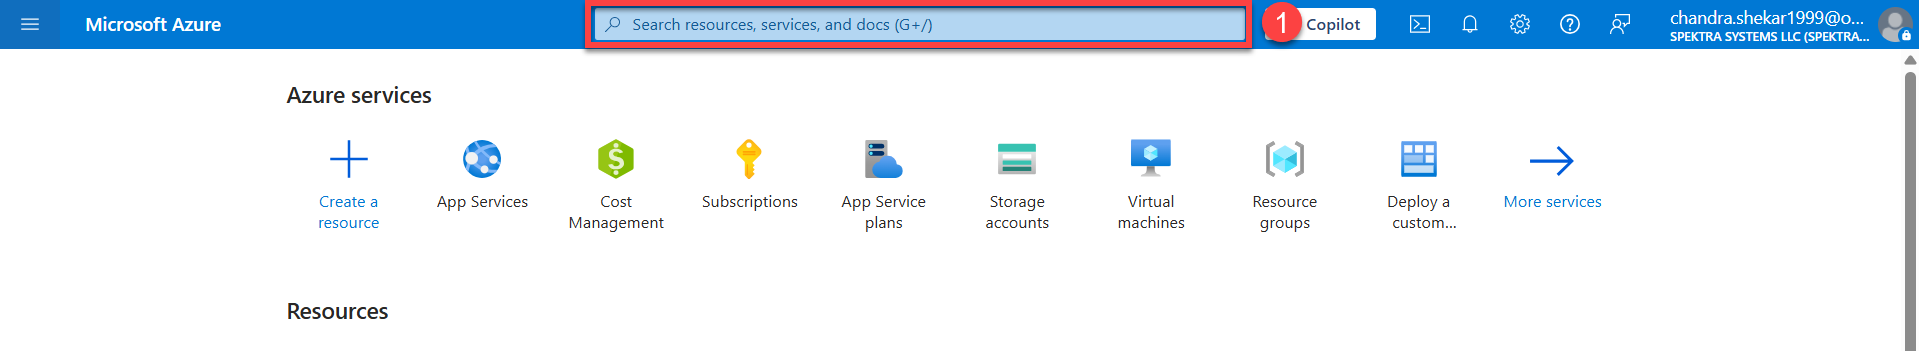 Microsoft Azure
Search resources, services, and docs (G+/)
1
Copilot
chandra.shekar1999@o...
SPEKTRA SYSTEMS LLC (SPEKTRA...
Azure services
Create a
resource
App Services
Cost
Management
Subscriptions
App Service
plans
Storage
accounts
Virtual
machines
Resource
groups
Deploy a
custom...
More services
Resources